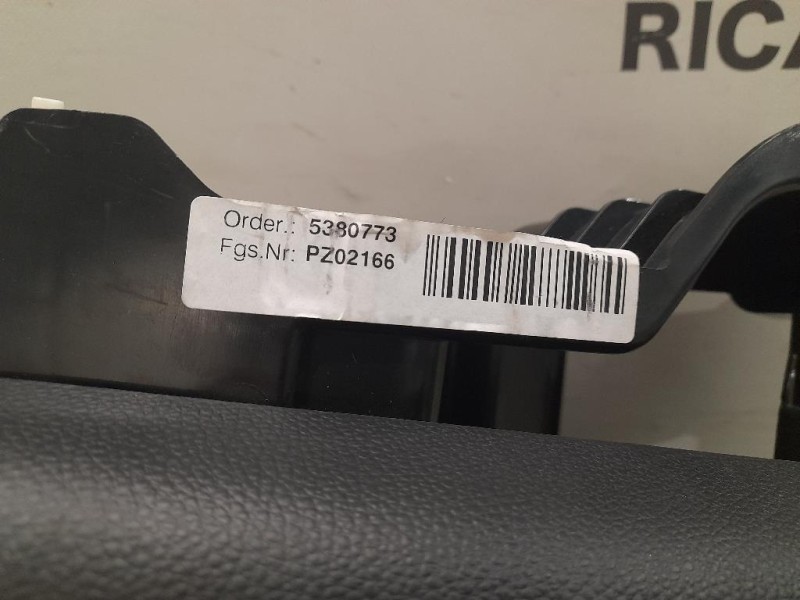 RICA
Order.: 5380773
Fgs.Nr: PZ02166